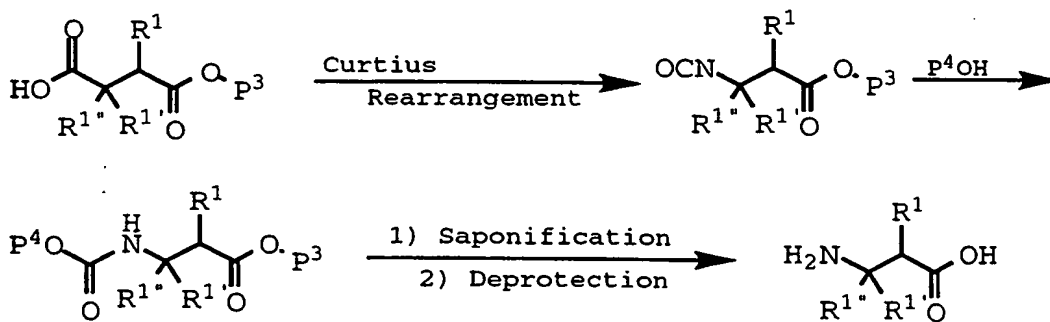 O R¹
HO O P³ O R¹" R¹'
Curtius
Rearrangement
R¹ OCN O P³ O R¹" R¹'
P⁴OH
P⁴O H N R¹ O P³ O O R¹" R¹'
1) Saponification
2) Deprotection
R¹ H₂N OH O R¹" R¹'